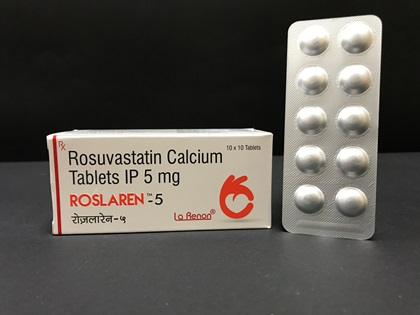 Rx
10 x 10 Tablets
Rosuvastatin Calcium
Tablets IP 5 mg
ROSLAREN™-5
रोज़लारेन-५
La Renon®